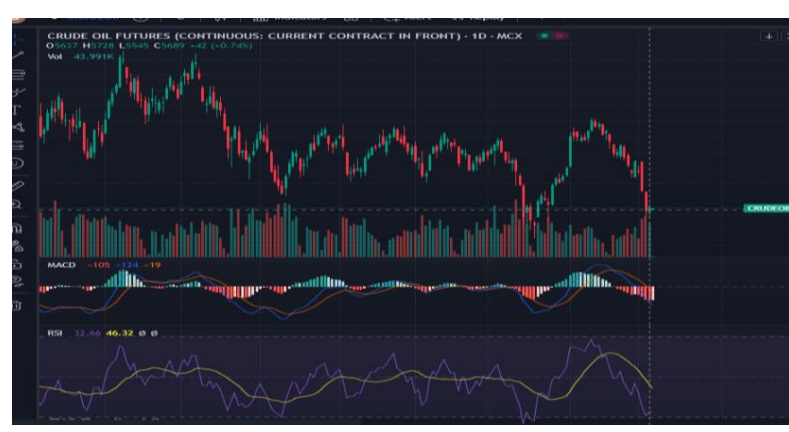 Indicators Alert Replay
CRUDE OIL FUTURES (CONTINUOUS: CURRENT CONTRACT IN FRONT) · 1D · MCX
O5637 H5728 L5545 C5689 +42 (+0.74%)
Vol 43.991K
CRUDEOI
MACD -105 -124 -19
RSI 32.66 46.32 Ø Ø